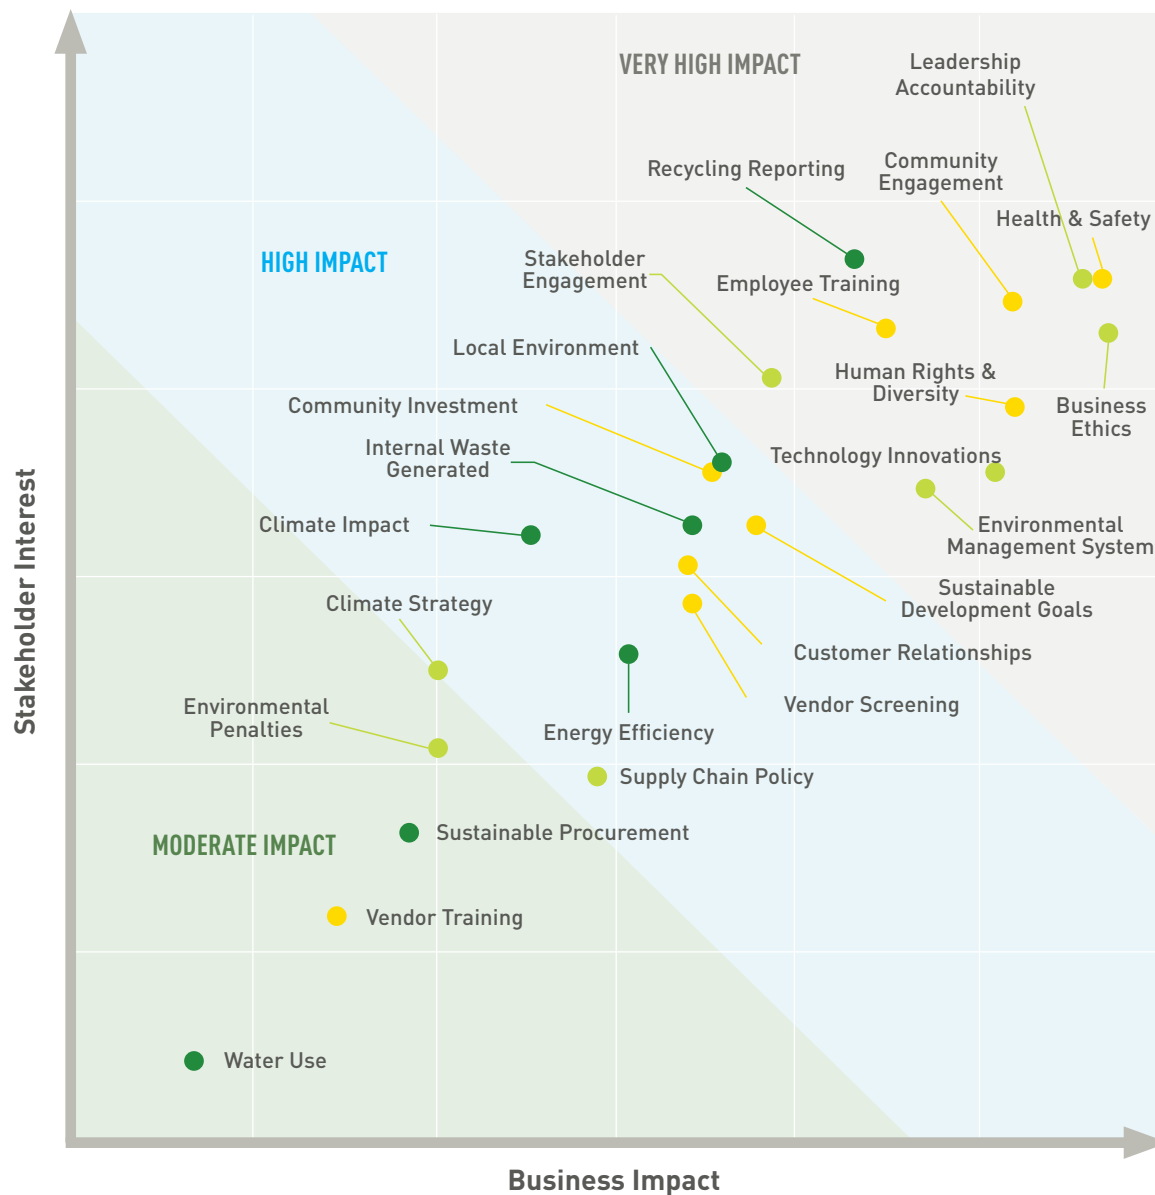 VERY HIGH IMPACT
Leadership
Accountability
Recycling Reporting
Community
Engagement
Health & Safety
HIGH IMPACT
Stakeholder
Engagement
Employee Training
Local Environment
Human Rights &
Diversity
Community Investment
Business
Ethics
Internal Waste
Generated
Technology Innovations
Climate Impact
Environmental
Management System
Sustainable
Development Goals
Climate Strategy
Customer Relationships
Environmental
Penalties
Vendor Screening
Energy Efficiency
Supply Chain Policy
MODERATE IMPACT
Sustainable Procurement
Vendor Training
Water Use
Stakeholder Interest
Business Impact